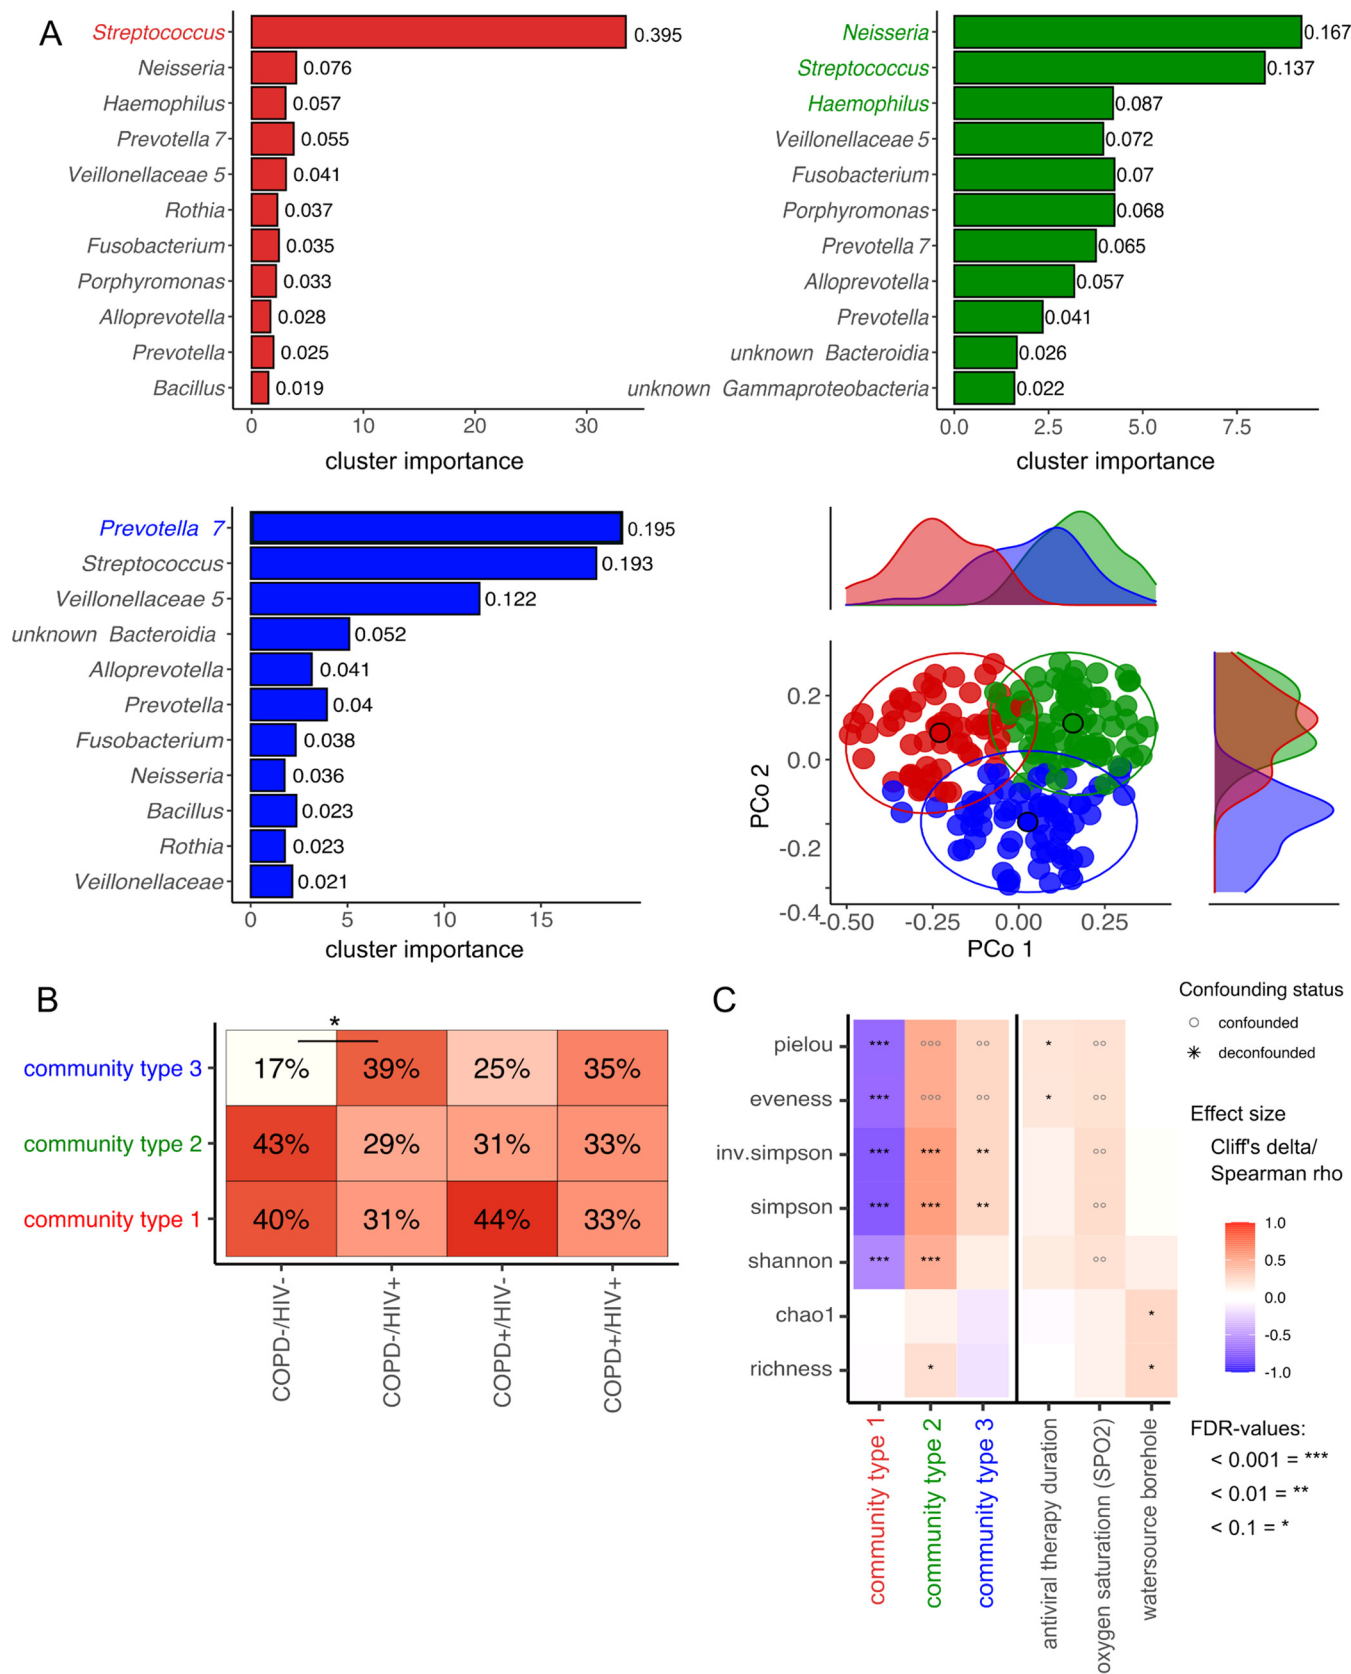 A
Streptococcus
0.395
Neisseria
0.076
Haemophilus
0.057
Prevotella 7
0.055
Veillonellaceae 5
0.041
Rothia
0.037
Fusobacterium
0.035
Porphyromonas
0.033
Alloprevotella
0.028
Prevotella
0.025
Bacillus
0.019
0 10 20 30
cluster importance
Neisseria
0.167
Streptococcus
0.137
Haemophilus
0.087
Veillonellaceae 5
0.072
Fusobacterium
0.07
Porphyromonas
0.068
Prevotella 7
0.065
Alloprevotella
0.057
Prevotella
0.041
unknown Bacteroidia
0.026
unknown Gammaproteobacteria
0.022
0.0 2.5 5.0 7.5
cluster importance
Prevotella 7
0.195
Streptococcus
0.193
Veillonellaceae 5
0.122
unknown Bacteroidia
0.052
Alloprevotella
0.041
Prevotella
0.04
Fusobacterium
0.038
Neisseria
0.036
Bacillus
0.023
Rothia
0.023
Veillonellaceae
0.021
0 5 10 15
cluster importance
0.2
0.0
-0.2
-0.4
PCo 2
-0.50 -0.25 0.00 0.25
PCo 1
B
*
community type 3 17% 39% 25% 35%
community type 2 43% 29% 31% 33%
community type 1 40% 31% 44% 33%
COPD-/HIV-
COPD-/HIV+
COPD+/HIV-
COPD+/HIV+
C
pielou *** ○○○ ○○ * ○○
eveness *** ○○○ ○○ * ○○
inv.simpson *** *** ** ○○
simpson *** *** ** ○○
shannon *** *** ○○
chao1 *
richness * *
community type 1
community type 2
community type 3
antiviral therapy duration
oxygen saturationn (SPO2)
watersource borehole
Confounding status
○ confounded
* deconfounded
Effect size
Cliff's delta/
Spearman rho
1.0
0.5
0.0
-0.5
-1.0
FDR-values:
< 0.001 = ***
< 0.01 = **
< 0.1 = *